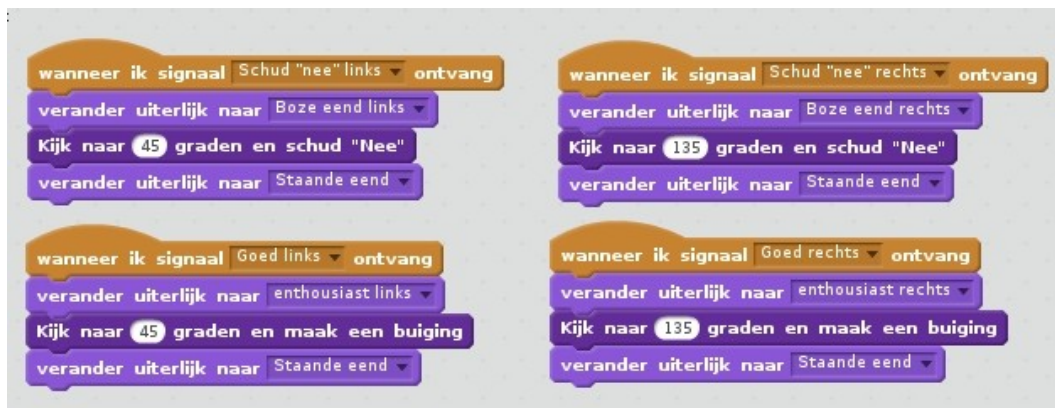 wanneer ik signaal Schud "nee" links ontvang
verander uiterlijk naar Boze eend links
Kijk naar 45 graden en schud "Nee"
verander uiterlijk naar Staande eend
wanneer ik signaal Schud "nee" rechts ontvang
verander uiterlijk naar Boze eend rechts
Kijk naar 135 graden en schud "Nee"
verander uiterlijk naar Staande eend
wanneer ik signaal Goed links ontvang
verander uiterlijk naar enthousiast links
Kijk naar 45 graden en maak een buiging
verander uiterlijk naar Staande eend
wanneer ik signaal Goed rechts ontvang
verander uiterlijk naar enthousiast rechts
Kijk naar 135 graden en maak een buiging
verander uiterlijk naar Staande eend